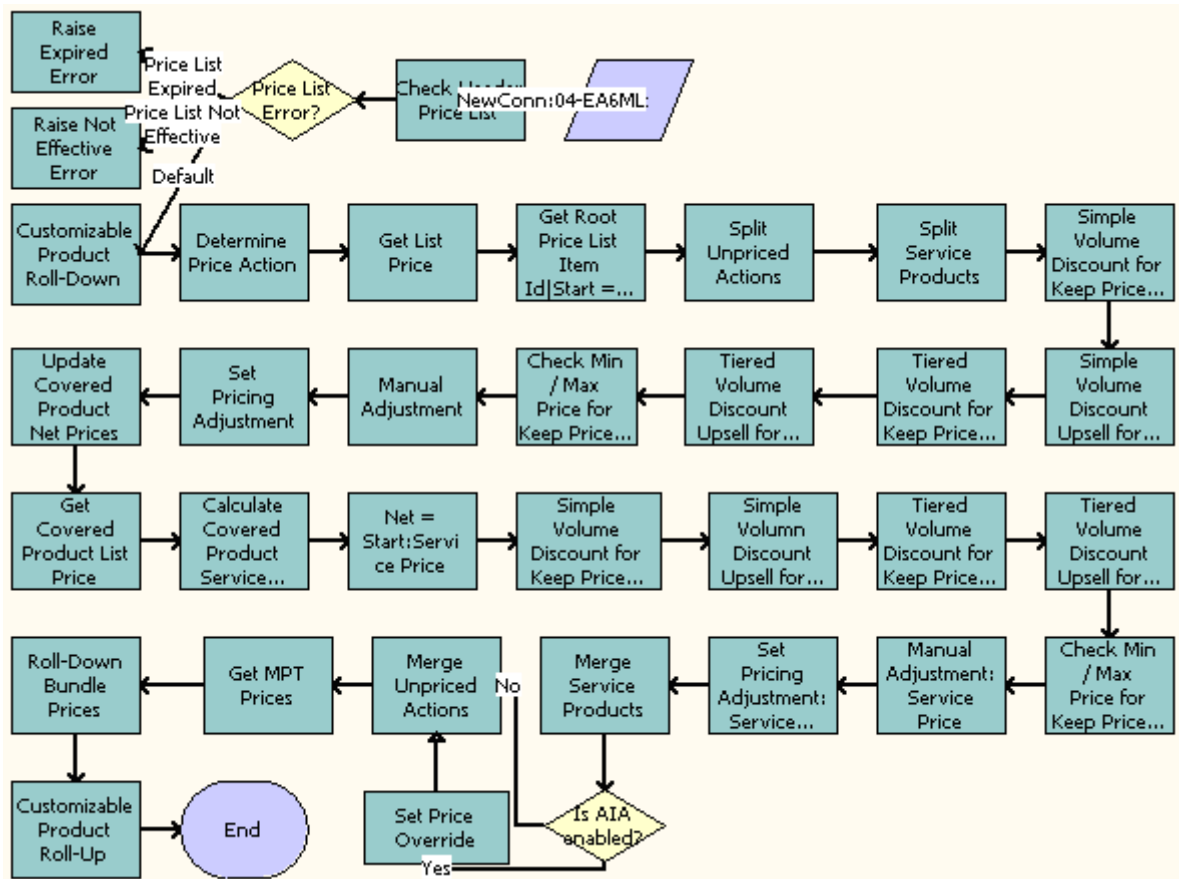 Raise
Expired
Error
Price List
Expired
Price List Not
Effective
Raise Not
Effective
Error
Default
Price List
Error?
Price List
NewConn:04-EA6ML:
Customizable
Product
Roll-Down
Determine
Price Action
Get List
Price
Get Root
Price List
Item
Id|Start =...
Split
Unpriced
Actions
Split
Service
Products
Simple
Volume
Discount for
Keep Price...
Update
Covered
Product
Net Prices
Set
Pricing
Adjustment
Manual
Adjustment
Check Min
/ Max
Price for
Keep Price...
Tiered
Volume
Discount
Upsell for...
Tiered
Volume
Discount for
Keep Price...
Simple
Volume
Discount
Upsell for...
Get
Covered
Product List
Price
Calculate
Covered
Product
Service...
Net =
Start:Servi
ce Price
Simple
Volume
Discount for
Keep Price...
Simple
Volumn
Discount
Upsell for...
Tiered
Volume
Discount for
Keep Price...
Tiered
Volume
Discount
Upsell for...
Roll-Down
Bundle
Prices
Get MPT
Prices
Merge
Unpriced
Actions
No
Merge
Service
Products
Set
Pricing
Adjustment:
Service...
Manual
Adjustment:
Service
Price
Check Min
/ Max
Price for
Keep Price...
Customizable
Product
Roll-Up
End
Set Price
Override
Yes
Is AIA
enabled?